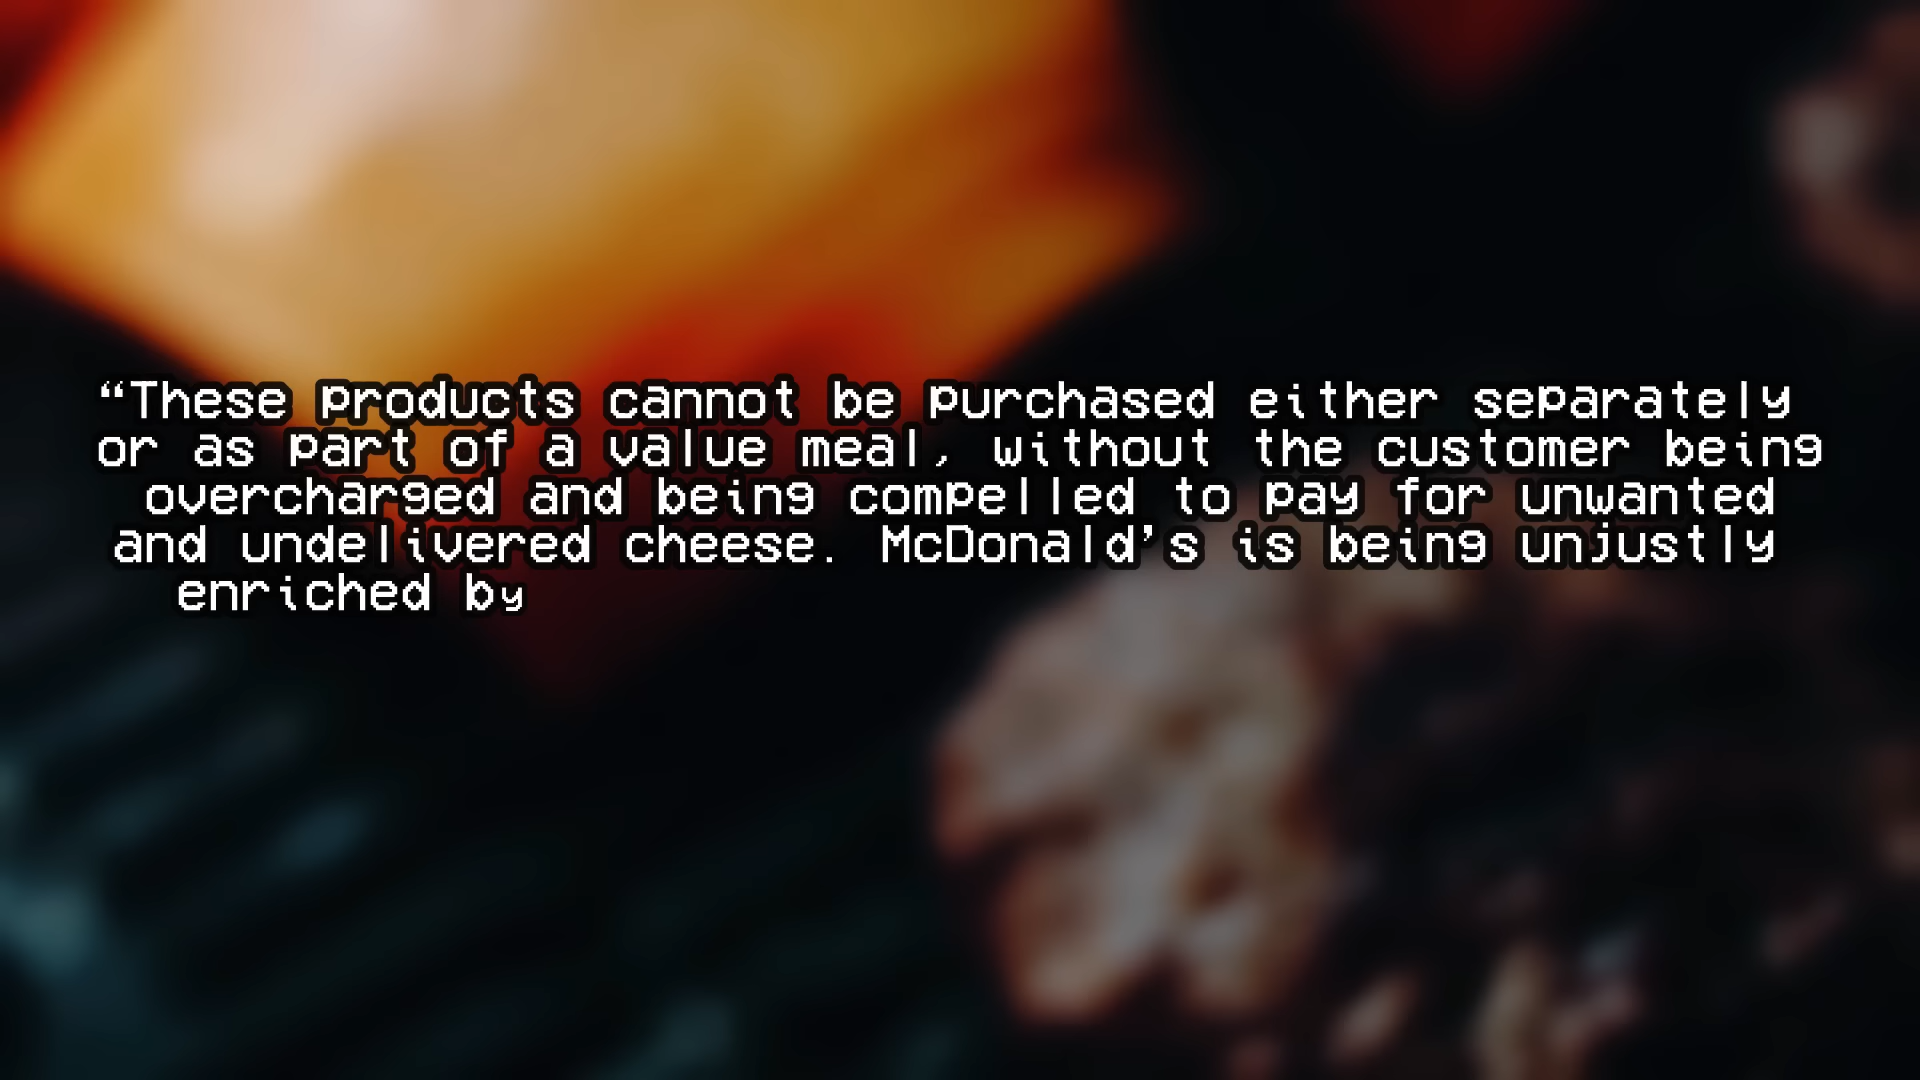 “These products cannot be purchased either separately
or as part of a value meal, without the customer being
overcharged and being compelled to pay for unwanted
and undelivered cheese. McDonald’s is being unjustly
enriched by